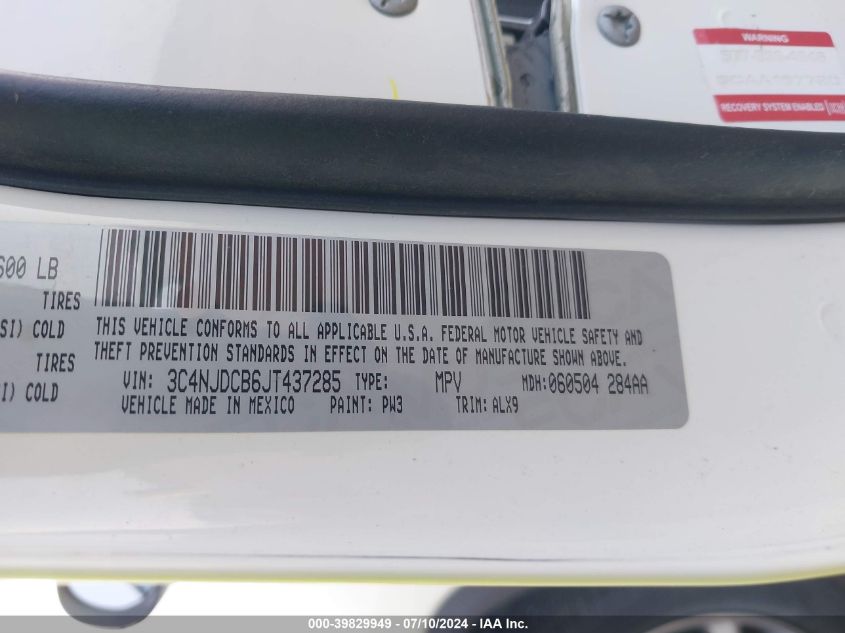 WARNING
RECOVERY SYSTEM ENABLED
600 LB
TIRES
SI) COLD
THIS VEHICLE CONFORMS TO ALL APPLICABLE U.S.A. FEDERAL MOTOR VEHICLE SAFETY AND
TIRES
THEFT PREVENTION STANDARDS IN EFFECT ON THE DATE OF MANUFACTURE SHOWN ABOVE.
I) COLD
VIN: 3C4NJDCB6JT437285 TYPE: MPV MDH:060504 284AA
VEHICLE MADE IN MEXICO PAINT: PW3 TRIM: ALX9
000-39829949 - 07/10/2024 - IAA Inc.